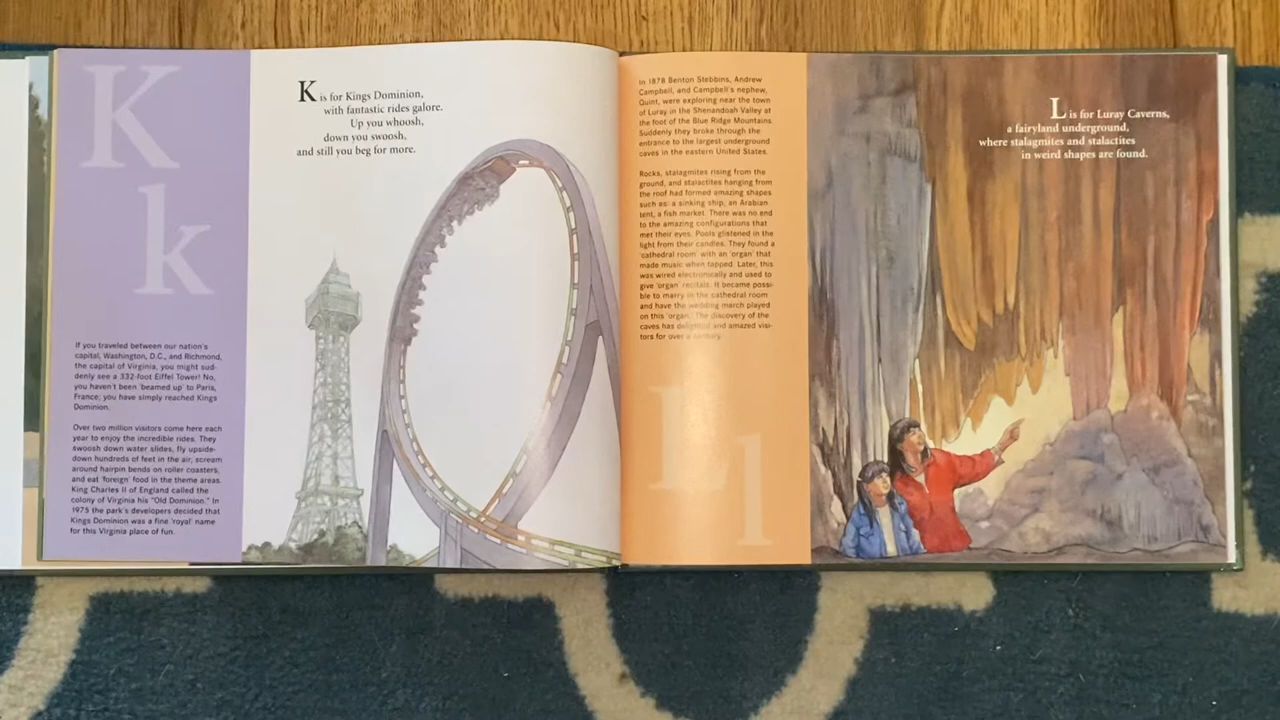 K
k
If you traveled between our nation's
capital, Washington, D.C., and Richmond,
the capital of Virginia, you might sud-
denly see a 332-foot Eiffel Tower! No,
you haven't been 'beamed up' to Paris,
France; you have simply reached Kings
Dominion.
Over two million visitors come here each
year to enjoy the incredible rides. They
swoosh down water slides, fly upside-
down hundreds of feet in the air, scream
around hairpin bends on roller coasters,
and eat 'foreign' food in the theme areas.
King Charles II of England called the
colony of Virginia his "Old Dominion." In
1975 the park's developers decided that
Kings Dominion was a fine 'royal' name
for this Virginia place of fun.
K is for Kings Dominion,
with fantastic rides galore.
Up you whoosh,
down you swoosh,
and still you beg for more.
In 1878 Benton Stebbins, Andrew
Campbell, and Campbell's nephew,
Quint, were exploring near the town
of Luray in the Shenandoah Valley at
the foot of the Blue Ridge Mountains.
Suddenly they broke through the
entrance to the largest underground
caves in the eastern United States.
Rocks, stalagmites rising from the
ground, and stalactites hanging from
the roof had formed amazing shapes
such as: a sinking ship, an Arabian
tent, a fish market. There was no end
to the amazing configurations that
met their eyes. Pools glistened in the
light from their candles. They found a
'cathedral room' with an 'organ' that
made music when tapped. Later, this
was wired electronically and used to
give 'organ' recitals. It became possi-
ble to marry in the cathedral room
and have the wedding march played
on this 'organ.' The discovery of the
caves has delighted and amazed visi-
tors for over a century.
L
l
L is for Luray Caverns,
a fairyland underground,
where stalagmites and stalactites
in weird shapes are found.